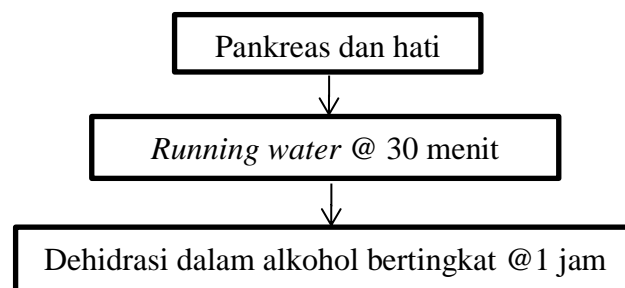 Pankreas dan hati
Running water @ 30 menit
Dehidrasi dalam alkohol bertingkat @1 jam